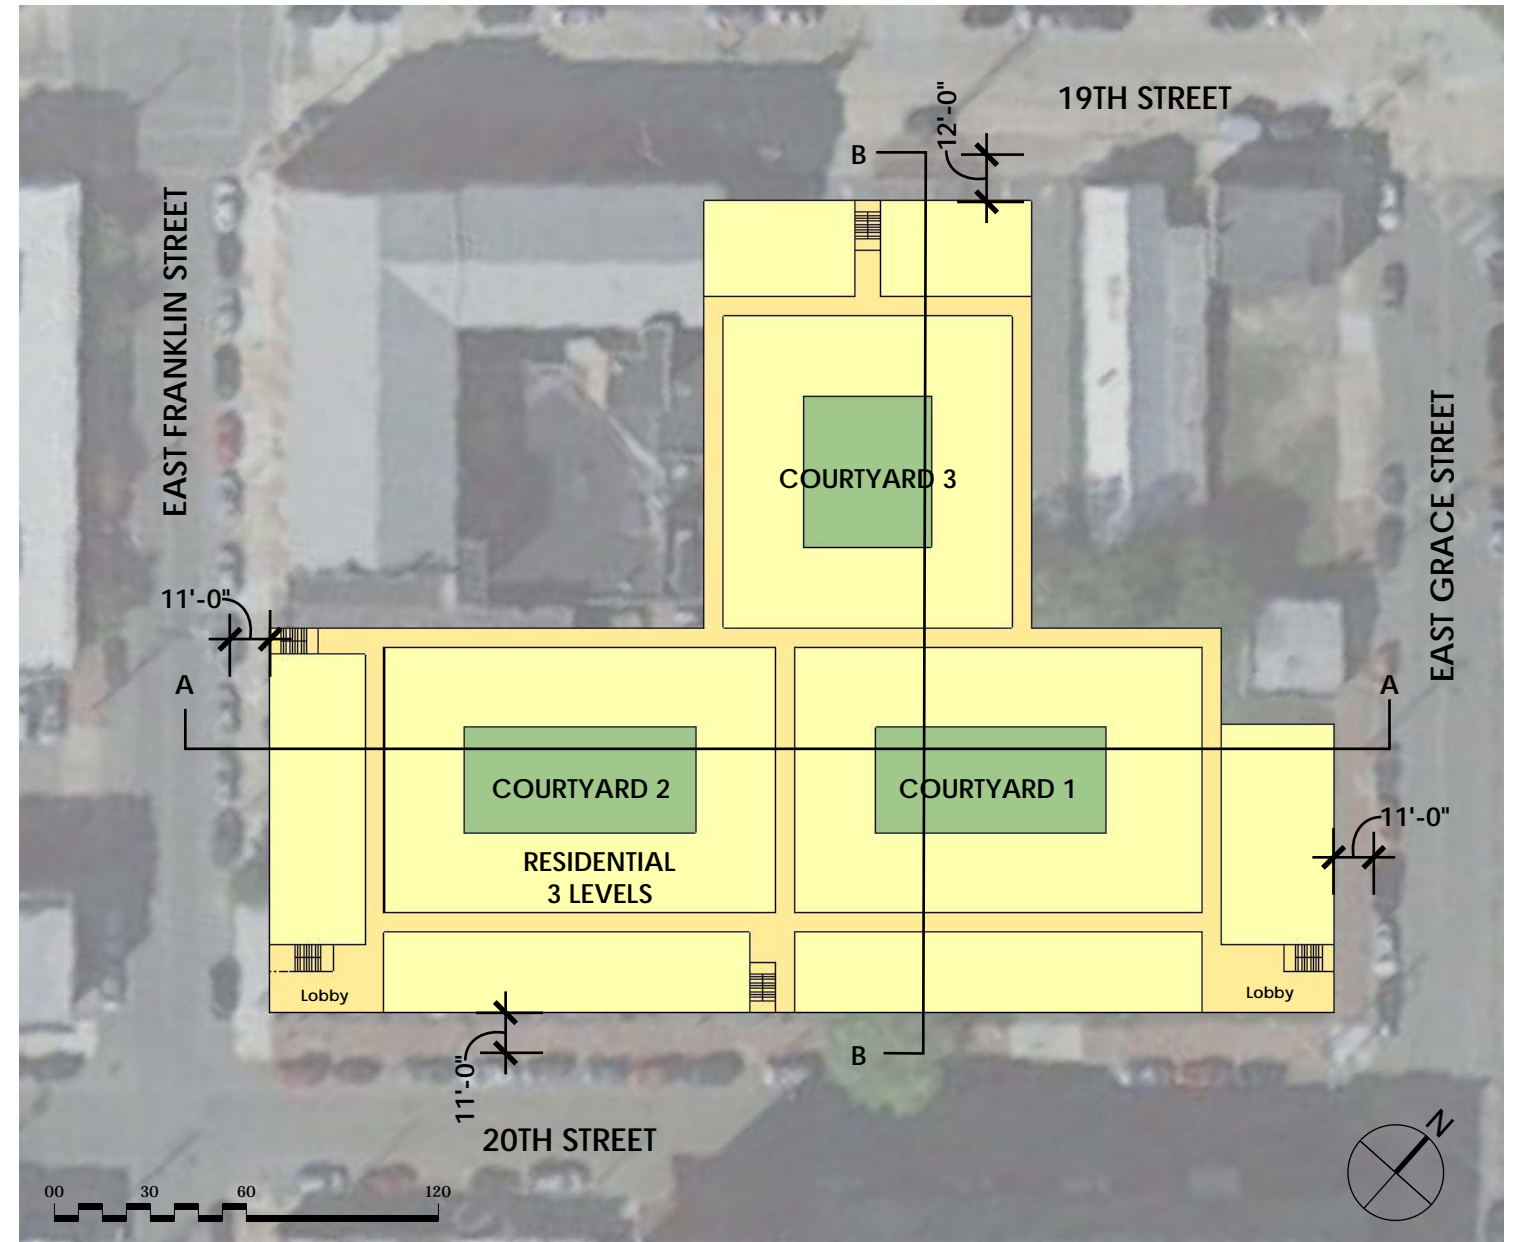 19TH STREET
12'-0"
B
EAST FRANKLIN STREET
EAST GRACE STREET
COURTYARD 3
11'-0"
A
A
COURTYARD 2
COURTYARD 1
11'-0"
RESIDENTIAL
3 LEVELS
Lobby
Lobby
B
11'-0"
20TH STREET
N
00 30 60 120